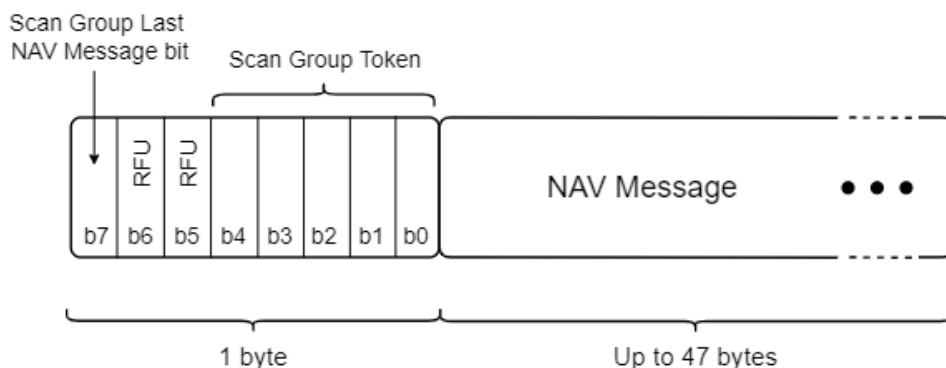 Scan Group Last
NAV Message bit
Scan Group Token
RFU
RFU
NAV Message
b7 b6 b5 b4 b3 b2 b1 b0
1 byte
Up to 47 bytes